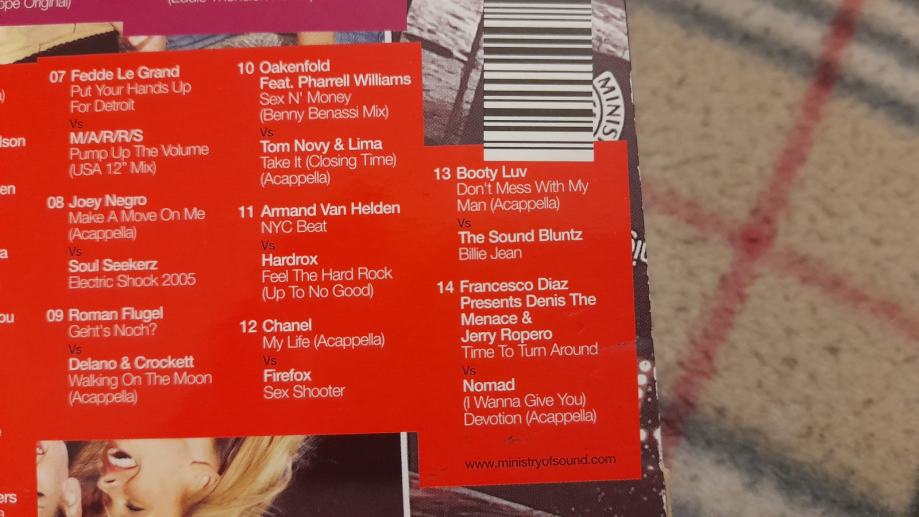 ope Original)
07 Fedde Le Grand
Put Your Hands Up
For Detroit
Vs
M/A/R/R/S
Pump Up The Volume
(USA 12" Mix)
08 Joey Negro
Make A Move On Me
(Acappella)
Vs
Soul Seekerz
Electric Shock 2005
09 Roman Flugel
Geht's Noch?
Vs
Delano & Crockett
Walking On The Moon
(Acappella)
10 Oakenfold
Feat. Pharrell Williams
Sex N' Money
(Benny Benassi Mix)
Vs
Tom Novy & Lima
Take It (Closing Time)
(Acappella)
11 Armand Van Helden
NYC Beat
Vs
Hardrox
Feel The Hard Rock
(Up To No Good)
12 Chanel
My Life (Acappella)
Vs
Firefox
Sex Shooter
13 Booty Luv
Don't Mess With My
Man (Acappella)
Vs
The Sound Bluntz
Billie Jean
14 Francesco Diaz
Presents Denis The
Menace &
Jerry Ropero
Time To Turn Around
Vs
Nomad
(I Wanna Give You)
Devotion (Acappella)
www.ministryofsound.com
MINIS